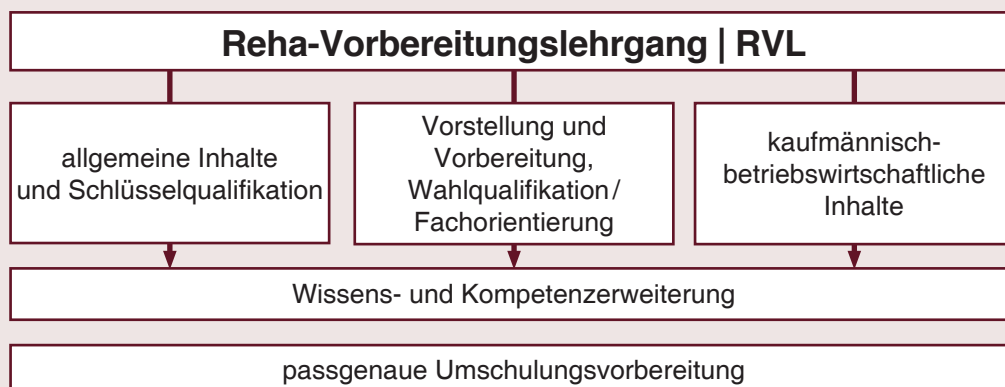 Reha-Vorbereitungslehrgang | RVL
allgemeine Inhalte
und Schlüsselqualifikation
Vorstellung und
Vorbereitung,
Wahlqualifikation/
Fachorientierung
kaufmännisch-
betriebswirtschaftliche
Inhalte
Wissens- und Kompetenzerweiterung
passgenaue Umschulungsvorbereitung